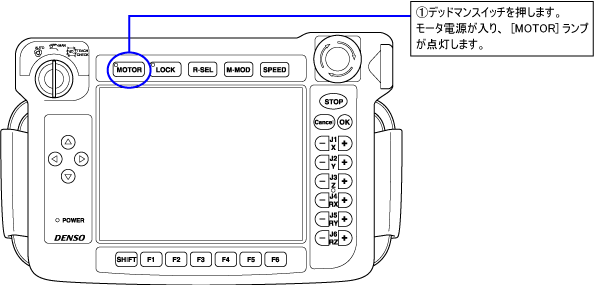 ①デッドマンスイッチを押します。
モータ電源が入り、[MOTOR]ランプ
が点灯します。
AUTO
MAN
TEACH
CHECK
MOTOR
LOCK
R-SEL
M-MOD
SPEED
STOP
Cancel OK
− J1 X +
− J2 Y +
− J3 Z +
− J4 RX +
− J5 RY +
− J6 RZ +
POWER
DENSO
SHIFT F1 F2 F3 F4 F5 F6